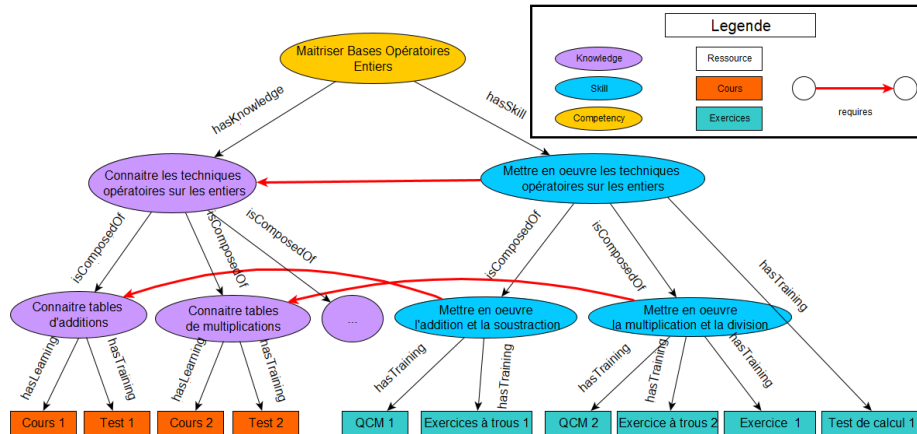 Legende
Knowledge
Ressource
Skill
Cours
Competency
Exercices
requires
Maitriser Bases Opératoires
Entiers
hasKnowledge
hasSkill
Connaitre les techniques
opératoires sur les entiers
Mettre en oeuvre les techniques
opératoires sur les entiers
isComposedOf
isComposedOf
isComposedOf
isComposedOf
isComposedOf
hasTraining
Connaitre tables
d'additions
Connaitre tables
de multiplications
...
Mettre en oeuvre
l'addition et la soustraction
Mettre en oeuvre
la multiplication et la division
hasLearning
hasTraining
hasLearning
hasTraining
hasTraining
hasTraining
hasTraining
hasTraining
hasTraining
Cours 1
Test 1
Cours 2
Test 2
QCM 1
Exercices à trous 1
QCM 2
Exercice à trous 2
Exercice 1
Test de calcul 1